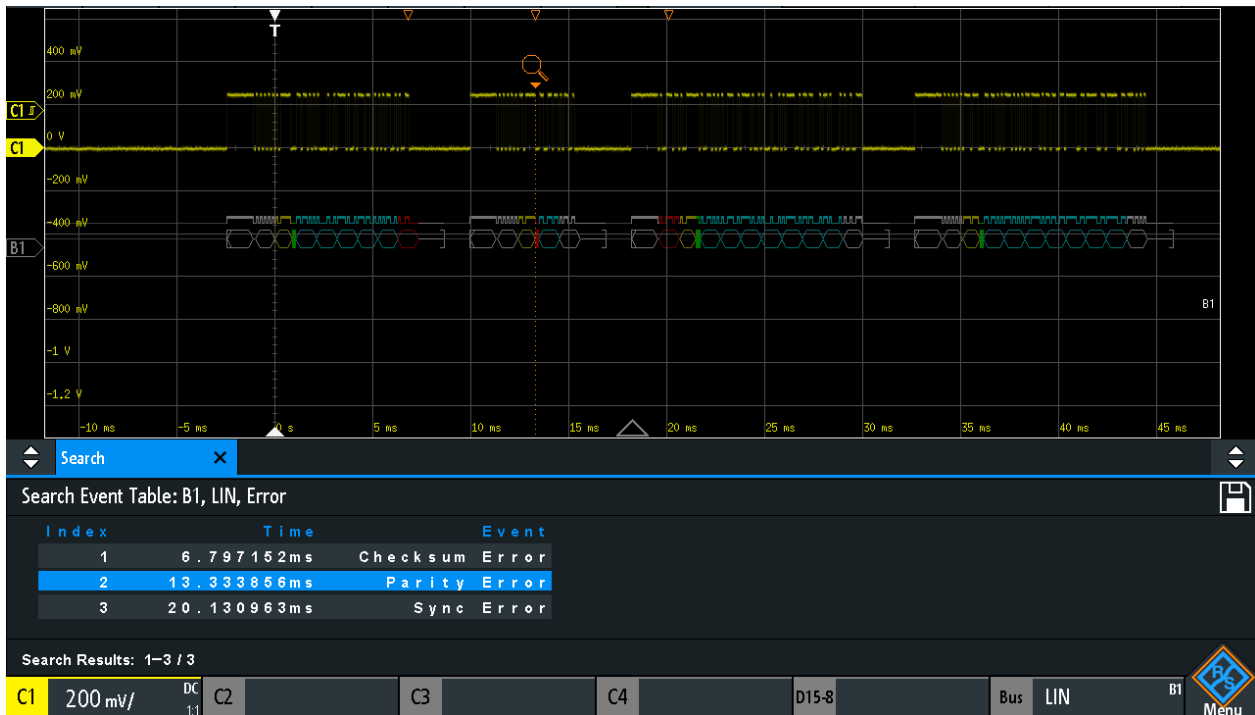 T
400 mV
200 mV
C1
0 V
C1
-200 mV
-400 mV
B1
-600 mV
-800 mV
B1
-1 V
-1.2 V
-10 ms -5 ms 0 s 5 ms 10 ms 15 ms 20 ms 25 ms 30 ms 35 ms 40 ms 45 ms
Search ×
Search Event Table: B1, LIN, Error
Index Time Event
1 6.797152ms Checksum Error
2 13.333856ms Parity Error
3 20.130963ms Sync Error
Search Results: 1–3 / 3
C1 200 mV/ DC 1:1 C2 C3 C4 D15-8 Bus LIN B1
R&S
Menu